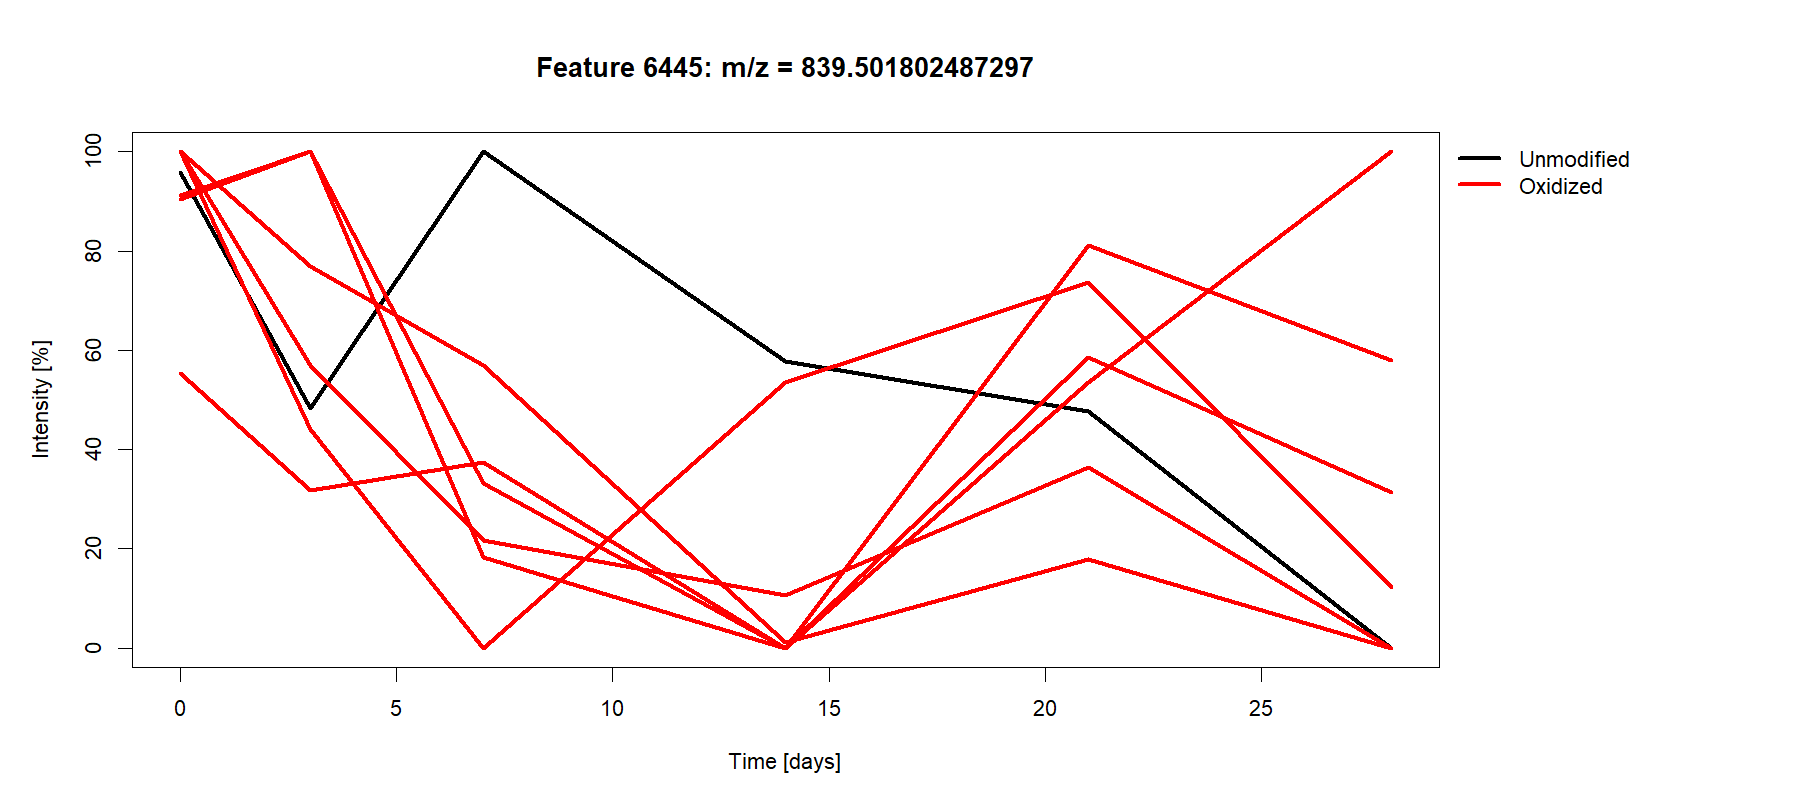 Feature 6445: m/z = 839.501802487297
Unmodified
Oxidized
Intensity [%]
100
80
60
40
20
0
0 5 10 15 20 25
Time [days]